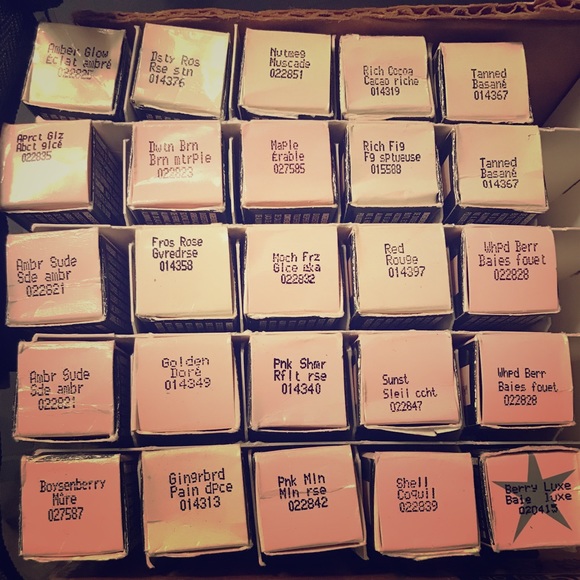 Amber Glow
Éclat ambré
022825
Dsty Ros
Rse stn
014376
Nutmeg
Muscade
022851
Rich Cocoa
Cacao riche
014319
Tanned
Basané
014367
Aprct Glz
Abct glcé
022835
Dwtn Brn
Brn mtrple
022823
Maple
Érable
027585
Rich Fig
Fg sptueuse
015588
Tanned
Basané
014367
Ambr Sude
Sde ambr
022821
Fros Rose
Gvredrse
014358
Moch Frz
Glce mka
022832
Red
Rouge
014397
Whpd Berr
Baies fouet
022828
Ambr Sude
Sde ambr
022821
Golden
Doré
014349
Pnk Shmr
Rflt rse
014340
Sunst
Sleil ccht
022847
Whpd Berr
Baies fouet
022828
Boysenberry
Mûre
027587
Gingrbrd
Pain dpce
014313
Pnk Mln
Mln rse
022842
Shell
Coquil
022839
Berry Luxe
Baie luxe
020415